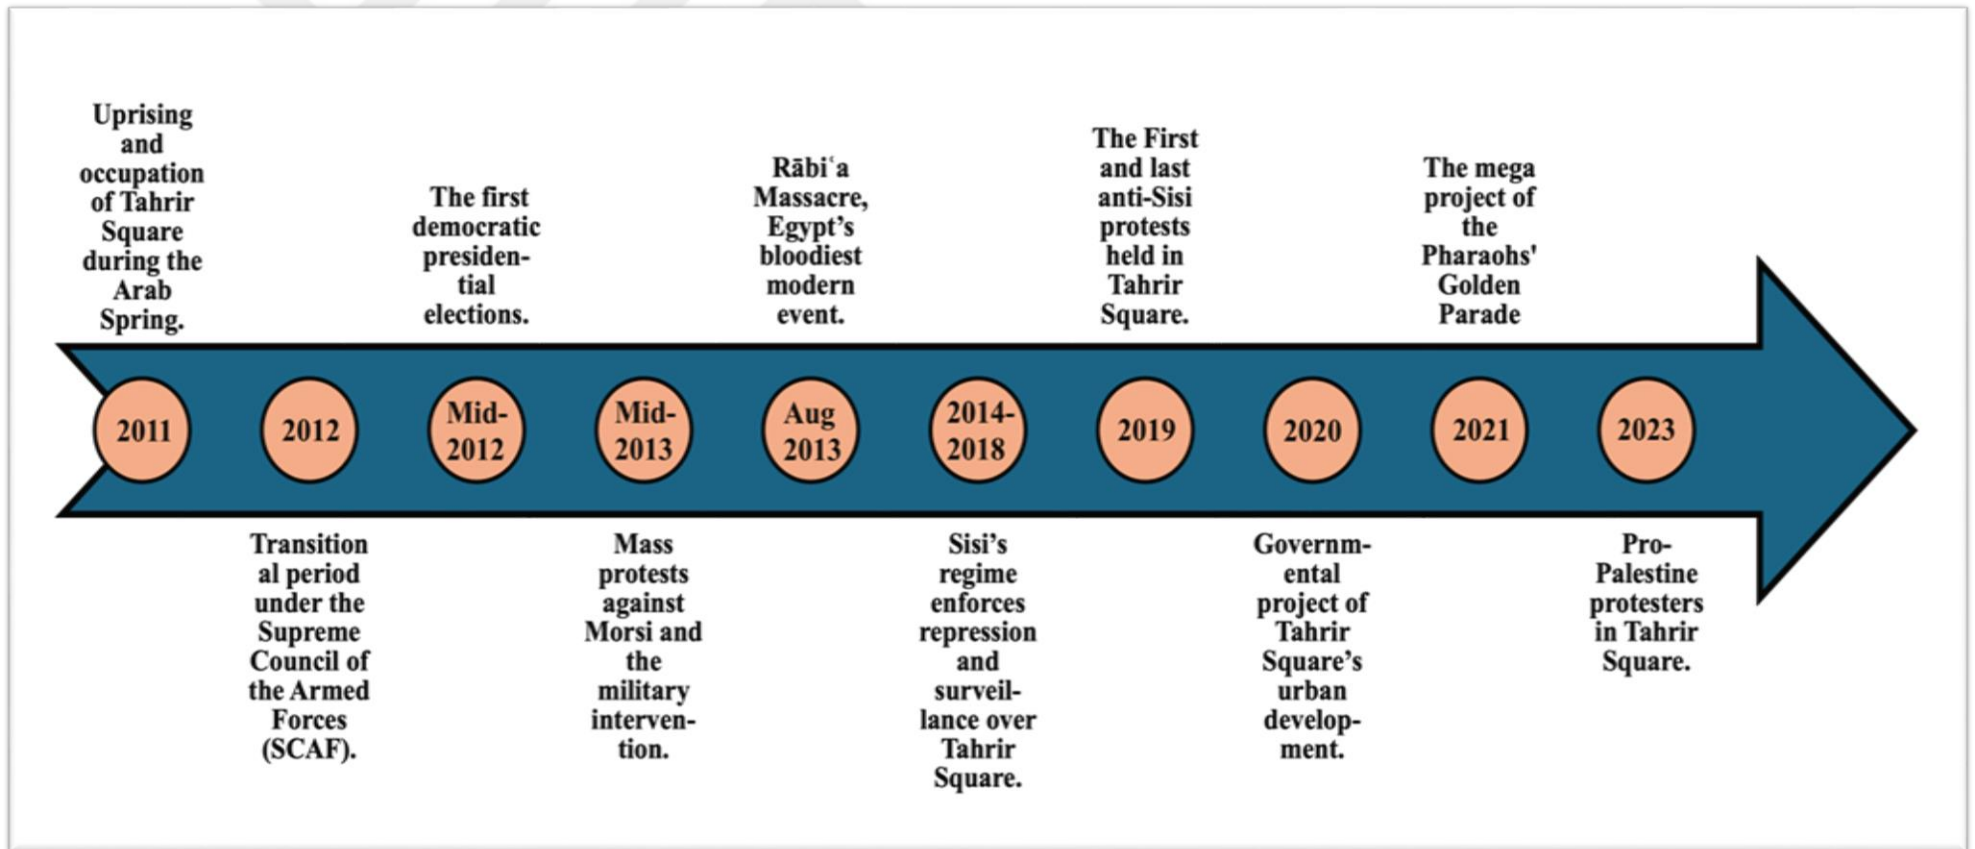 Uprising
and
occupation
of Tahrir
Square
during the
Arab
Spring.
The first
democratic
presiden-
tial
elections.
Rābiʿa
Massacre,
Egypt’s
bloodiest
modern
event.
The First
and last
anti-Sisi
protests
held in
Tahrir
Square.
The mega
project of
the
Pharaohs'
Golden
Parade
2011
2012
Mid-
2012
Mid-
2013
Aug
2013
2014-
2018
2019
2020
2021
2023
Transition
al period
under the
Supreme
Council of
the Armed
Forces
(SCAF).
Mass
protests
against
Morsi and
the
military
interven-
tion.
Sisi’s
regime
enforces
repression
and
surveil-
lance over
Tahrir
Square.
Governm-
ental
project of
Tahrir
Square’s
urban
develop-
ment.
Pro-
Palestine
protesters
in Tahrir
Square.